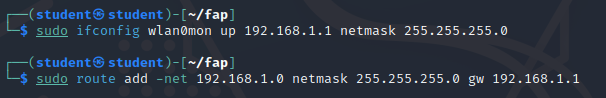 ┌──(student㉿student)-[~/fap]
└─$ sudo ifconfig wlan0mon up 192.168.1.1 netmask 255.255.255.0
┌──(student㉿student)-[~/fap]
└─$ sudo route add -net 192.168.1.0 netmask 255.255.255.0 gw 192.168.1.1